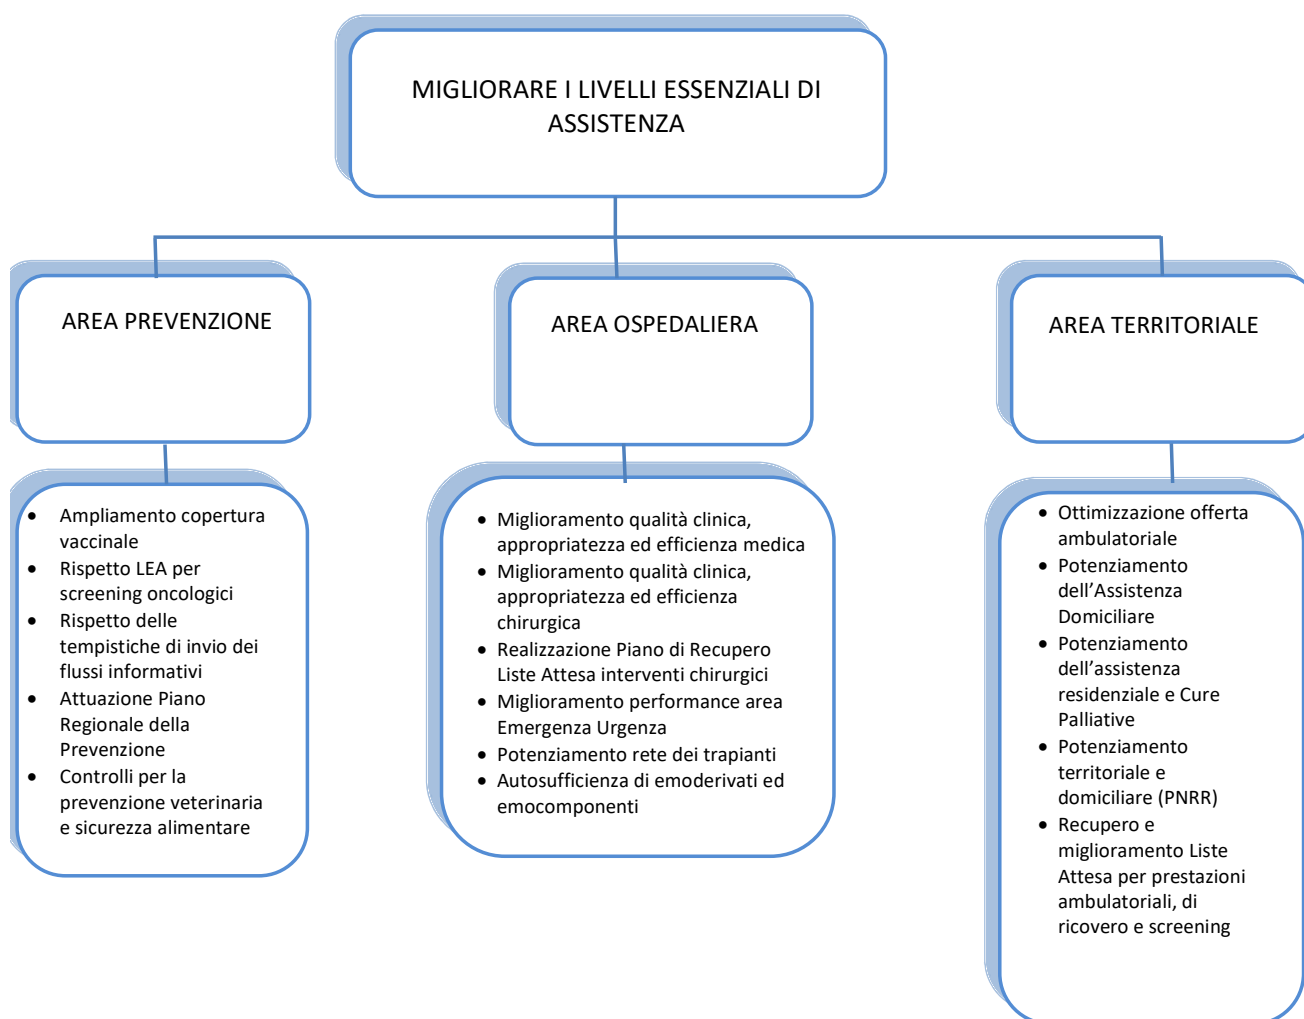 MIGLIORARE I LIVELLI ESSENZIALI DI
ASSISTENZA
AREA PREVENZIONE
AREA OSPEDALIERA
AREA TERRITORIALE
• Ampliamento copertura
vaccinale
• Rispetto LEA per
screening oncologici
• Rispetto delle
tempistiche di invio dei
flussi informativi
• Attuazione Piano
Regionale della
Prevenzione
• Controlli per la
prevenzione veterinaria
e sicurezza alimentare
• Miglioramento qualità clinica,
appropriatezza ed efficienza medica
• Miglioramento qualità clinica,
appropriatezza ed efficienza
chirurgica
• Realizzazione Piano di Recupero
Liste Attesa interventi chirurgici
• Miglioramento performance area
Emergenza Urgenza
• Potenziamento rete dei trapianti
• Autosufficienza di emoderivati ed
emocomponenti
• Ottimizzazione offerta
ambulatoriale
• Potenziamento
dell'Assistenza
Domiciliare
• Potenziamento
dell'assistenza
residenziale e Cure
Palliative
• Potenziamento
territoriale e
domiciliare (PNRR)
• Recupero e
miglioramento Liste
Attesa per prestazioni
ambulatoriali, di
ricovero e screening